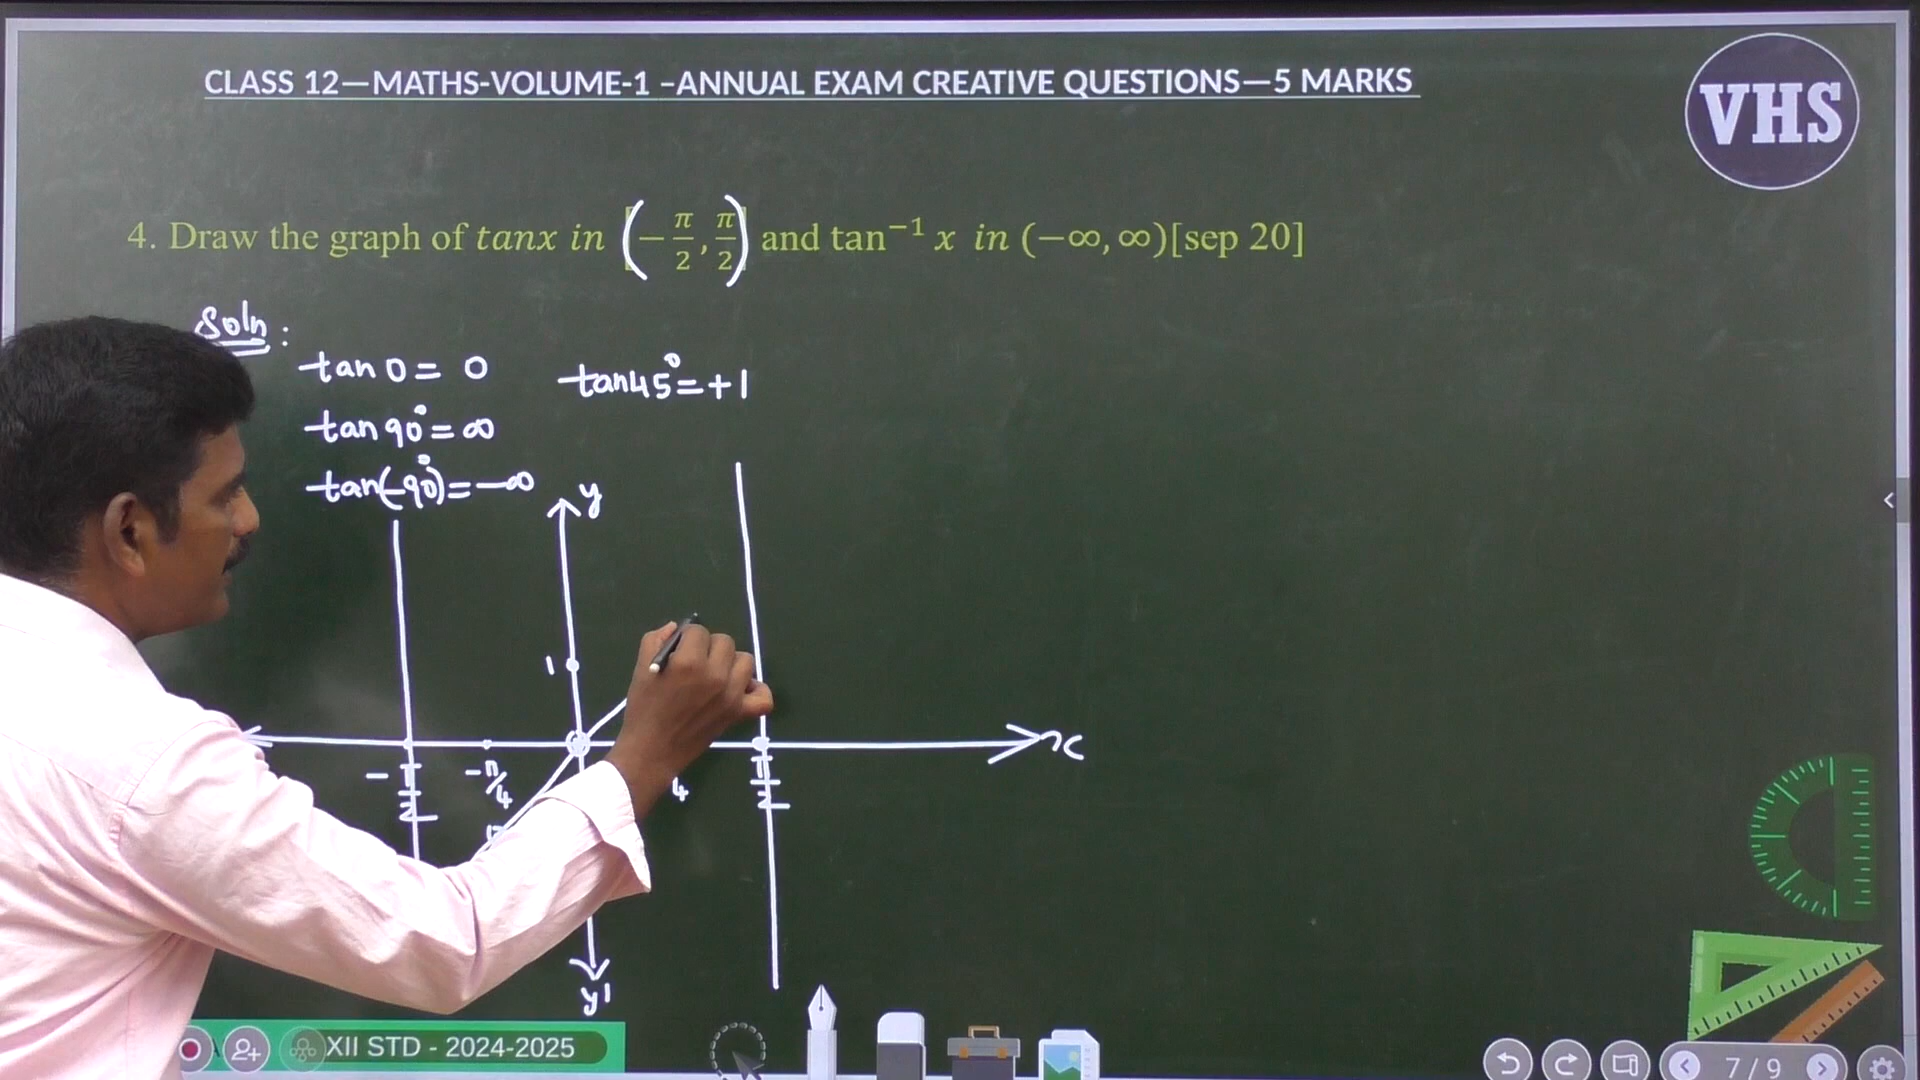 CLASS 12—MATHS-VOLUME-1 –ANNUAL EXAM CREATIVE QUESTIONS—5 MARKS
VHS
4. Draw the graph of tanx in (−π/2, π/2) and tan⁻¹ x in (−∞, ∞)[sep 20]
Soln :
tan 0 = 0
tan45° = +1
tan 90° = ∞
tan(-90°) = -∞
y
1
x
-π/2
-π/4
4
π/2
y1
XII STD - 2024-2025
7 / 9